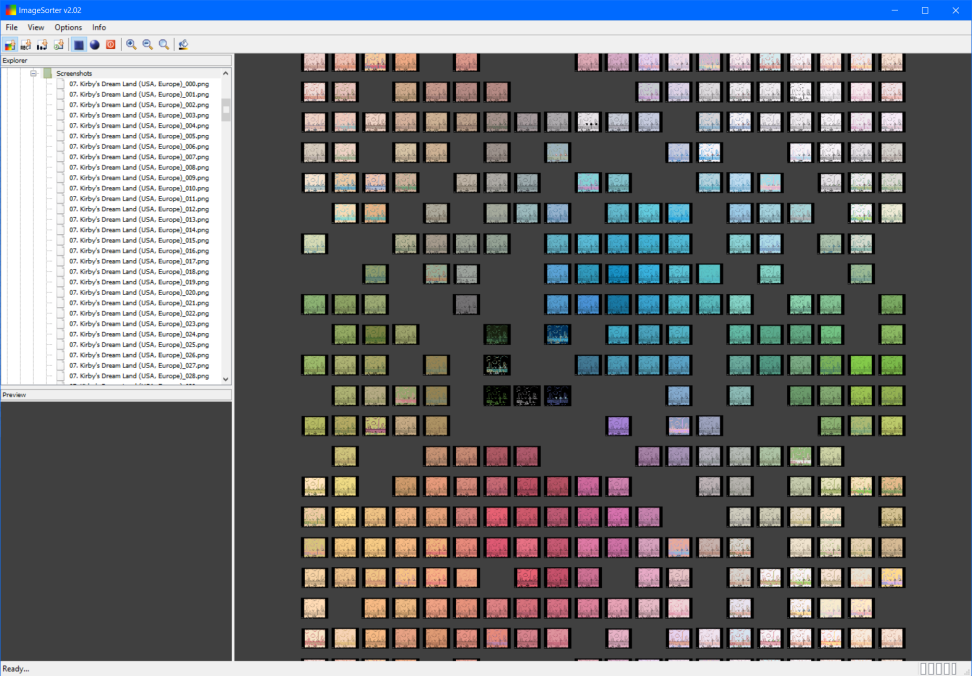 ImageSorter v2.02
File View Options Info
Explorer
Screenshots
07. Kirby's Dream Land (USA, Europe)_000.png
07. Kirby's Dream Land (USA, Europe)_001.png
07. Kirby's Dream Land (USA, Europe)_002.png
07. Kirby's Dream Land (USA, Europe)_003.png
07. Kirby's Dream Land (USA, Europe)_004.png
07. Kirby's Dream Land (USA, Europe)_005.png
07. Kirby's Dream Land (USA, Europe)_006.png
07. Kirby's Dream Land (USA, Europe)_007.png
07. Kirby's Dream Land (USA, Europe)_008.png
07. Kirby's Dream Land (USA, Europe)_009.png
07. Kirby's Dream Land (USA, Europe)_010.png
07. Kirby's Dream Land (USA, Europe)_011.png
07. Kirby's Dream Land (USA, Europe)_012.png
07. Kirby's Dream Land (USA, Europe)_013.png
07. Kirby's Dream Land (USA, Europe)_014.png
07. Kirby's Dream Land (USA, Europe)_015.png
07. Kirby's Dream Land (USA, Europe)_016.png
07. Kirby's Dream Land (USA, Europe)_017.png
07. Kirby's Dream Land (USA, Europe)_018.png
07. Kirby's Dream Land (USA, Europe)_019.png
07. Kirby's Dream Land (USA, Europe)_020.png
07. Kirby's Dream Land (USA, Europe)_021.png
07. Kirby's Dream Land (USA, Europe)_022.png
07. Kirby's Dream Land (USA, Europe)_023.png
07. Kirby's Dream Land (USA, Europe)_024.png
07. Kirby's Dream Land (USA, Europe)_025.png
07. Kirby's Dream Land (USA, Europe)_026.png
07. Kirby's Dream Land (USA, Europe)_027.png
07. Kirby's Dream Land (USA, Europe)_028.png
Preview
Ready...